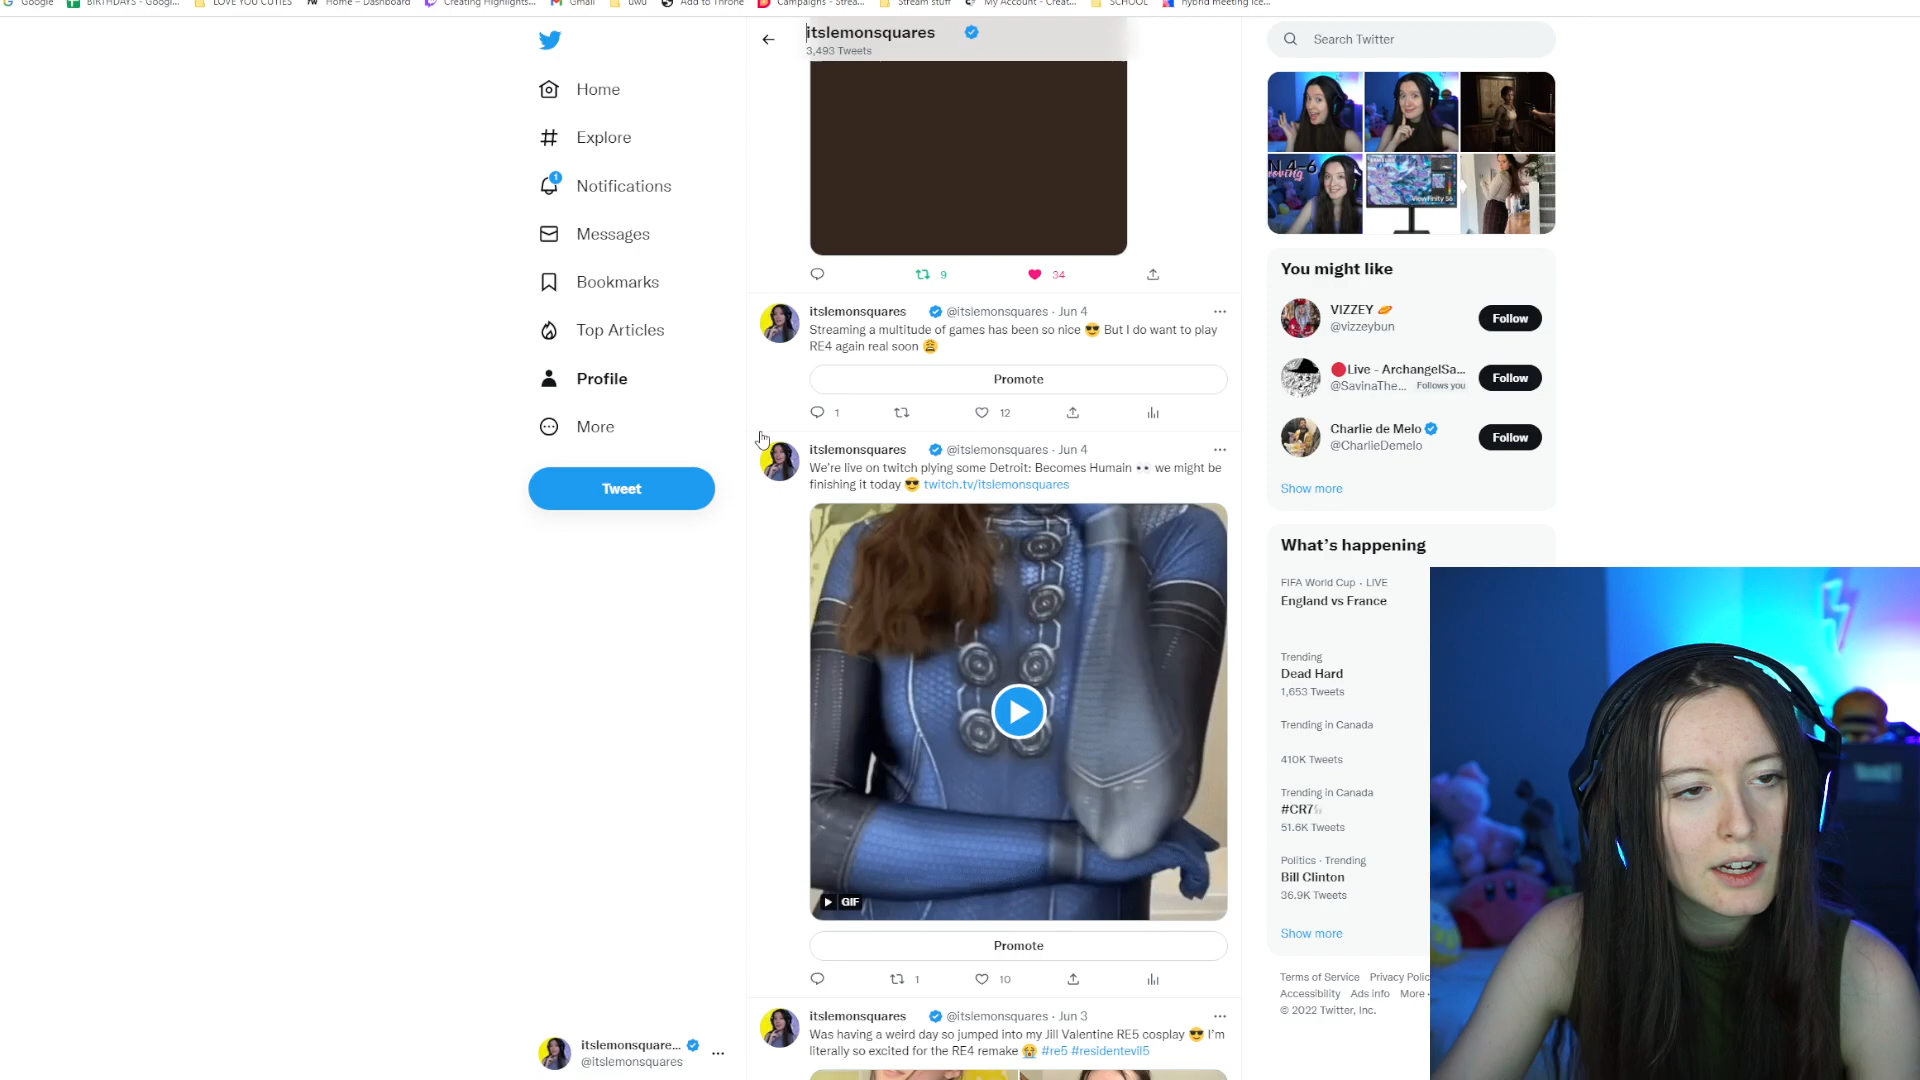 Google
BIRTHDAYS - Googl...
LOVE YOU CUTIES
Home – Dashboard
Creating Highlights...
Gmail
uwu
Add to Throne
Campaigns - Strea...
Stream stuff
My Account - Creat...
SCHOOL
hybrid meeting ice...
itslemonsquares
3,493 Tweets
Search Twitter
Home
Explore
1
Notifications
Messages
Bookmarks
Top Articles
Profile
More
Tweet
itslemonsquare...
@itslemonsquares
9
34
itslemonsquares @itslemonsquares · Jun 4
Streaming a multitude of games has been so nice 😎 But I do want to play
RE4 again real soon 😩
Promote
1
12
itslemonsquares @itslemonsquares · Jun 4
We're live on twitch plying some Detroit: Becomes Humain 👀 we might be
finishing it today 😎 twitch.tv/itslemonsquares
GIF
Promote
1
10
itslemonsquares @itslemonsquares · Jun 3
Was having a weird day so jumped into my Jill Valentine RE5 cosplay 😎 I'm
literally so excited for the RE4 remake 😭 #re5 #residentevil5
N 4-6
ViewFinity S6
You might like
VIZZEY
@vizzeybun
Follow
Live - ArchangelSa...
@SavinaThe... Follows you
Follow
Charlie de Melo
@CharlieDemelo
Follow
Show more
What's happening
FIFA World Cup · LIVE
England vs France
Trending
Dead Hard
1,653 Tweets
Trending in Canada
410K Tweets
Trending in Canada
#CR7
51.6K Tweets
Politics · Trending
Bill Clinton
36.9K Tweets
Show more
Terms of Service Privacy Polic
Accessibility Ads info More
© 2022 Twitter, Inc.